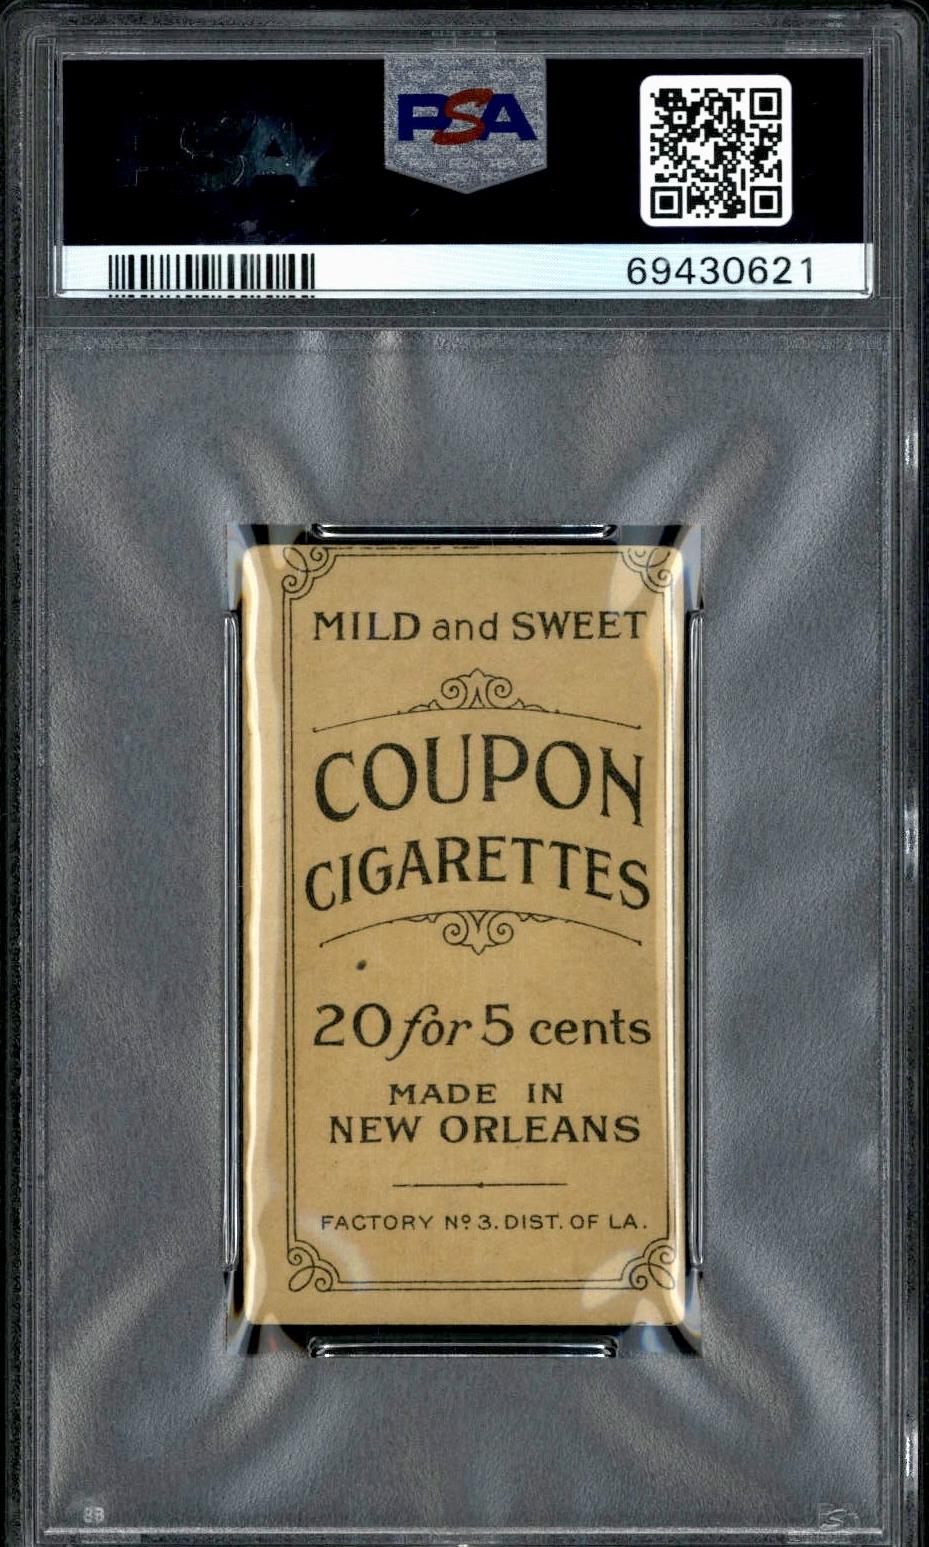 PSA
PSA
69430621
MILD and SWEET
COUPON
CIGARETTES
20 for 5 cents
MADE IN
NEW ORLEANS
FACTORY Nº 3. DIST. OF LA.